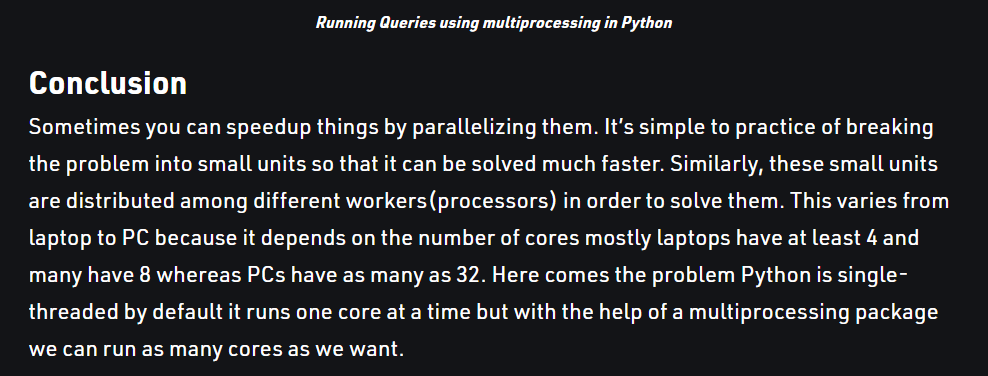 Running Queries using multiprocessing in Python
Conclusion
Sometimes you can speedup things by parallelizing them. It’s simple to practice of breaking
the problem into small units so that it can be solved much faster. Similarly, these small units
are distributed among different workers(processors) in order to solve them. This varies from
laptop to PC because it depends on the number of cores mostly laptops have at least 4 and
many have 8 whereas PCs have as many as 32. Here comes the problem Python is single-
threaded by default it runs one core at a time but with the help of a multiprocessing package
we can run as many cores as we want.